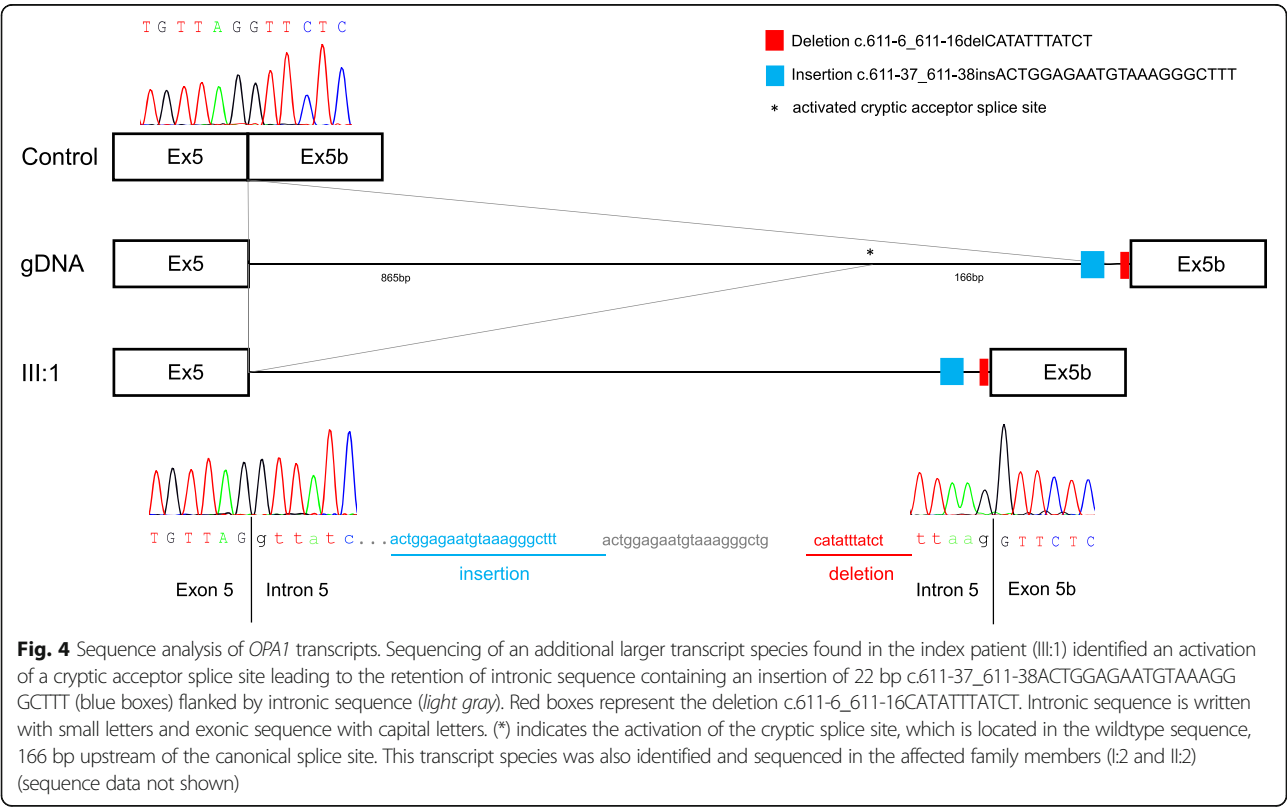 T G T T A G G T T C T C
Deletion c.611-6_611-16delCATATTTATCT
Insertion c.611-37_611-38insACTGGAGAATGTAAAGGGCTTT
* activated cryptic acceptor splice site
Control Ex5 Ex5b
*
gDNA Ex5 Ex5b
865bp 166bp
III:1 Ex5 Ex5b
T G T T A G g t t a t c ... actggagaatgtaaagggcttt actggagaatgtaaagggctg catatttatct t t a a g G T T C T C
insertion deletion
Exon 5 Intron 5 Intron 5 Exon 5b
Fig. 4 Sequence analysis of OPA1 transcripts. Sequencing of an additional larger transcript species found in the index patient (III:1) identified an activation
of a cryptic acceptor splice site leading to the retention of intronic sequence containing an insertion of 22 bp c.611-37_611-38ACTGGAGAATGTAAAGG
GCTTT (blue boxes) flanked by intronic sequence (light gray). Red boxes represent the deletion c.611-6_611-16CATATTTATCT. Intronic sequence is written
with small letters and exonic sequence with capital letters. (*) indicates the activation of the cryptic splice site, which is located in the wildtype sequence,
166 bp upstream of the canonical splice site. This transcript species was also identified and sequenced in the affected family members (I:2 and II:2)
(sequence data not shown)